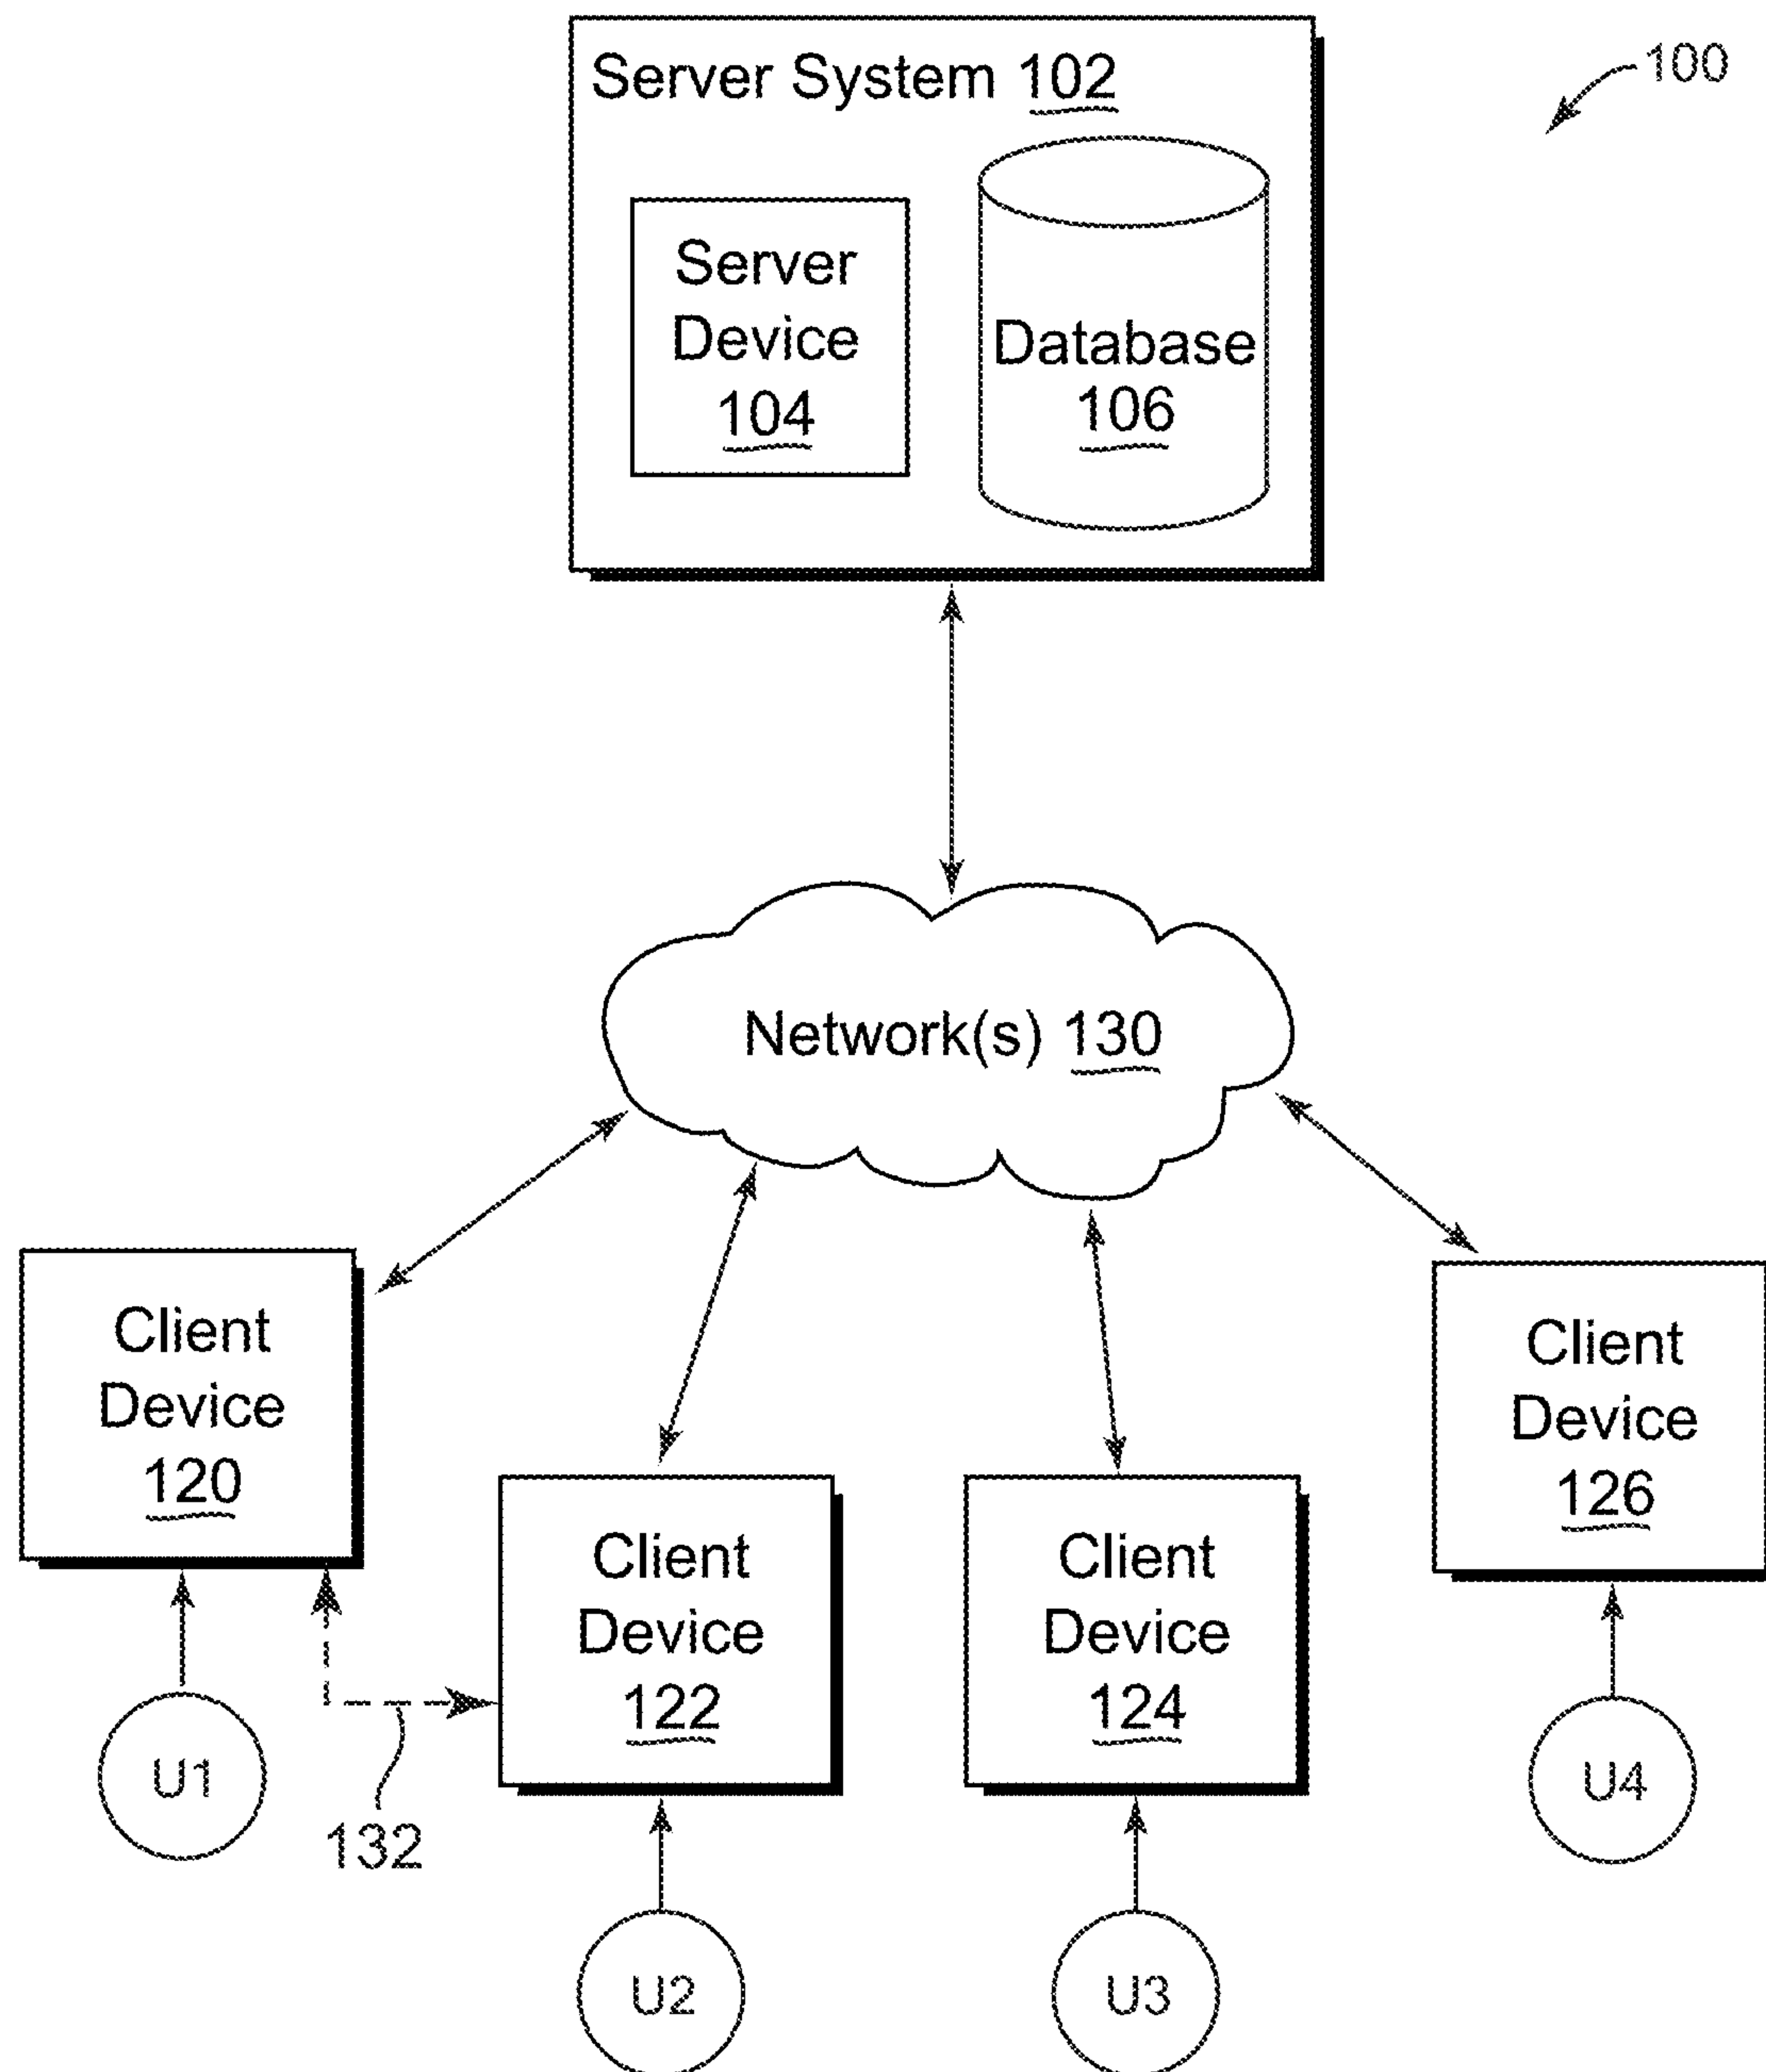 Server System 102
100
Server
Device
104
Database
106
Network(s) 130
Client
Device
120
Client
Device
122
Client
Device
124
Client
Device
126
U1
132
U2
U3
U4